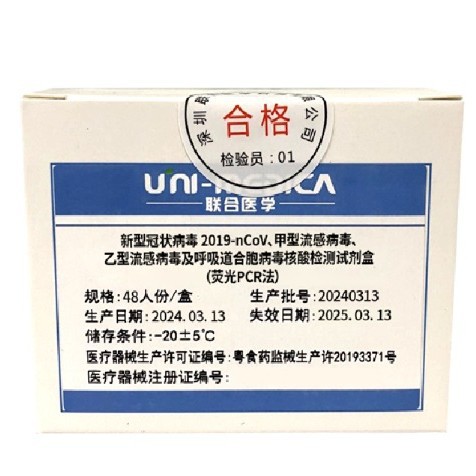 合格
检验员：01
UNI-MEDICA
联合医学
新型冠状病毒 2019-nCoV、甲型流感病毒、
乙型流感病毒及呼吸道合胞病毒核酸检测试剂盒
(荧光PCR法)
规格：48人份/盒 生产批号：20240313
生产日期：2024.03.13 失效日期：2025.03.13
储存条件：-20±5℃
医疗器械生产许可证编号：粤食药监械生产许20193371号
医疗器械注册证编号：